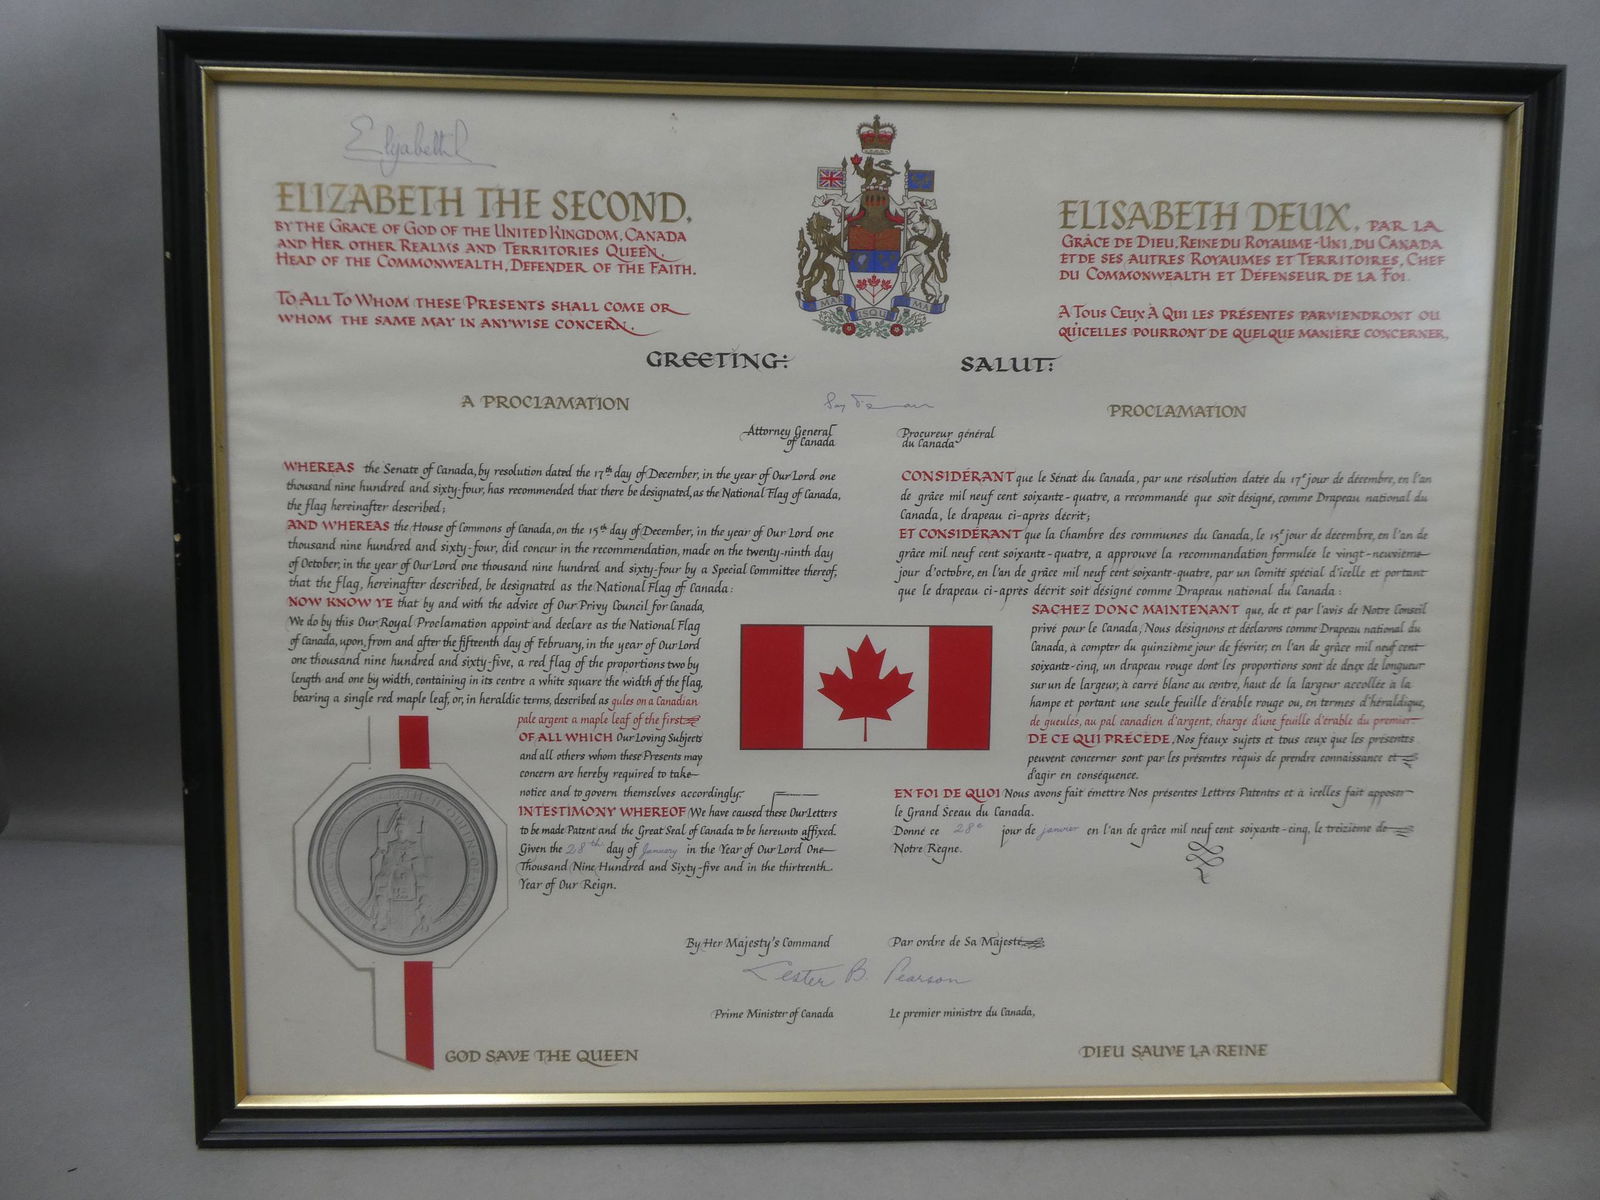 Elizabeth R
ELIZABETH THE SECOND,
BY THE GRACE OF GOD OF THE UNITED KINGDOM, CANADA
AND HER OTHER REALMS AND TERRITORIES QUEEN,
HEAD OF THE COMMONWEALTH, DEFENDER OF THE FAITH.
TO ALL TO WHOM THESE PRESENTS SHALL COME OR
WHOM THE SAME MAY IN ANYWISE CONCERN,
GREETING:
A PROCLAMATION
Attorney General
of Canada
WHEREAS the Senate of Canada, by resolution dated the 17th day of December, in the year of Our Lord one
thousand nine hundred and sixty-four, has recommended that there be designated, as the National Flag of Canada,
the flag hereinafter described;
AND WHEREAS the House of Commons of Canada, on the 15th day of December, in the year of Our Lord one
thousand nine hundred and sixty-four, did concur in the recommendation, made on the twenty-ninth day
of October, in the year of Our Lord one thousand nine hundred and sixty-four by a Special Committee thereof,
that the flag, hereinafter described, be designated as the National Flag of Canada:
NOW KNOW YE that by and with the advice of Our Privy Council for Canada,
We do by this Our Royal Proclamation appoint and declare as the National Flag
of Canada, upon, from and after the fifteenth day of February, in the year of Our Lord
one thousand nine hundred and sixty-five, a red flag of the proportions two by
length and one by width, containing in its centre a white square the width of the flag,
bearing a single red maple leaf, or, in heraldic terms, described as gules on a Canadian
pale argent a maple leaf of the first
OF ALL WHICH Our Loving Subjects
and all others whom these Presents may
concern are hereby required to take
notice and to govern themselves accordingly.
IN TESTIMONY WHEREOF We have caused these Our Letters
to be made Patent and the Great Seal of Canada to be hereunto affixed.
Given the 28th day of January in the Year of Our Lord One
Thousand Nine Hundred and Sixty-five and in the thirteenth
Year of Our Reign.
By Her Majesty's Command
Lester B. Pearson
Prime Minister of Canada
GOD SAVE THE QUEEN
A MARI
USQUE
MARE
ELISABETH DEUX, PAR LA
GRÂCE DE DIEU, REINE DU ROYAUME-UNI, DU CANADA
ET DE SES AUTRES ROYAUMES ET TERRITOIRES, CHEF
DU COMMONWEALTH ET DÉFENSEUR DE LA FOI.
A TOUS CEUX À QUI LES PRÉSENTES PARVIENDRONT OU
QU'ICELLES POURRONT DE QUELQUE MANIÈRE CONCERNER,
SALUT:
PROCLAMATION
Procureur général
du Canada
CONSIDÉRANT que le Sénat du Canada, par une résolution datée du 17e jour de décembre, en l'an
de grâce mil neuf cent soixante-quatre, a recommandé que soit désigné, comme Drapeau national du
Canada, le drapeau ci-après décrit;
ET CONSIDÉRANT que la Chambre des communes du Canada, le 15e jour de décembre, en l'an de
grâce mil neuf cent soixante-quatre, a approuvé la recommandation formulée le vingt-neuvième
jour d'octobre, en l'an de grâce mil neuf cent soixante-quatre, par un Comité spécial d'icelle et portant
que le drapeau ci-après décrit soit désigné comme Drapeau national du Canada:
SACHEZ DONC MAINTENANT que, de et par l'avis de Notre Conseil
privé pour le Canada, Nous désignons et déclarons comme Drapeau national du
Canada, à compter du quinzième jour de février, en l'an de grâce mil neuf cent
soixante-cinq, un drapeau rouge dont les proportions sont de deux de longueur
sur un de largeur, à carré blanc au centre, haut de la largeur accollée à la
hampe et portant une seule feuille d'érable rouge ou, en termes d'héraldique,
de gueules, au pal canadien d'argent, chargé d'une feuille d'érable du premier
DE CE QUI PRÉCÈDE, Nos féaux sujets et tous ceux que les présentes
peuvent concerner sont par les présentes requis de prendre connaissance et
d'agir en conséquence.
EN FOI DE QUOI Nous avons fait émettre Nos présentes Lettres Patentes et à icelles fait apposer
le Grand Sceau du Canada.
Donné ce 28e jour de janvier en l'an de grâce mil neuf cent soixante-cinq, le treizième de
Notre Règne.
Par ordre de Sa Majesté
Le premier ministre du Canada,
DIEU SAUVE LA REINE